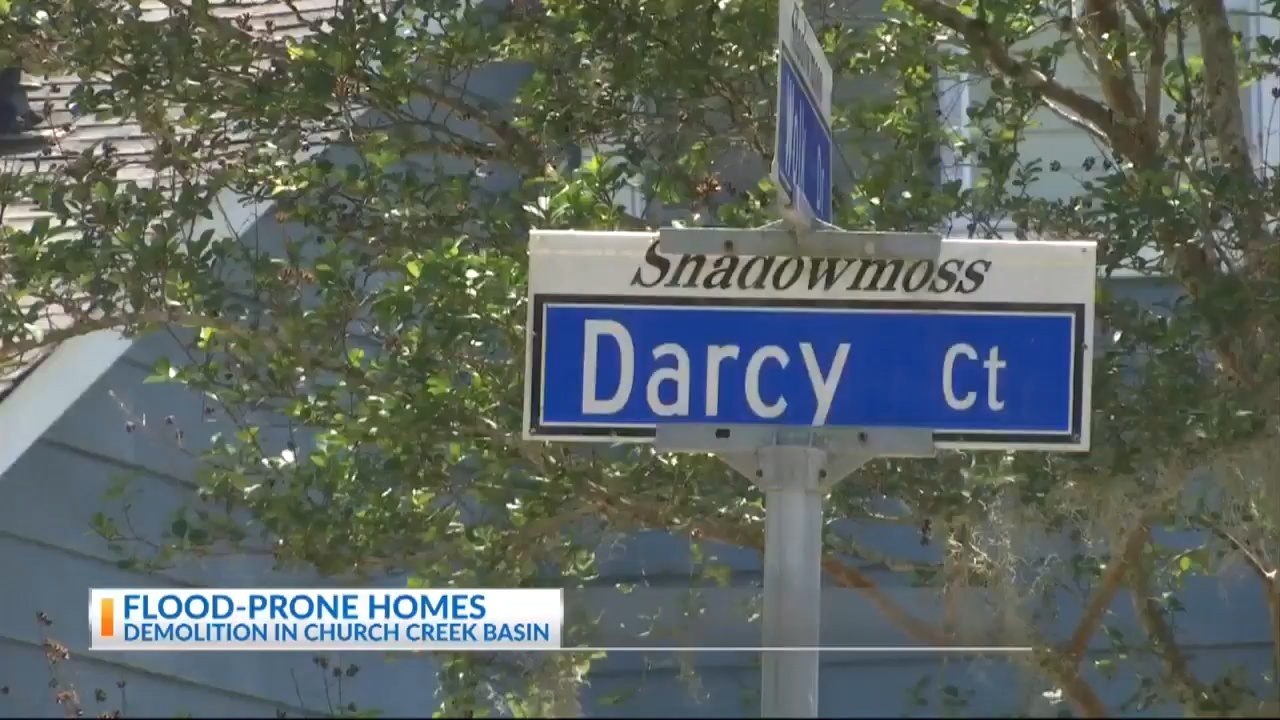 Shadowmoss
Darcy Ct
FLOOD-PRONE HOMES
DEMOLITION IN CHURCH CREEK BASIN